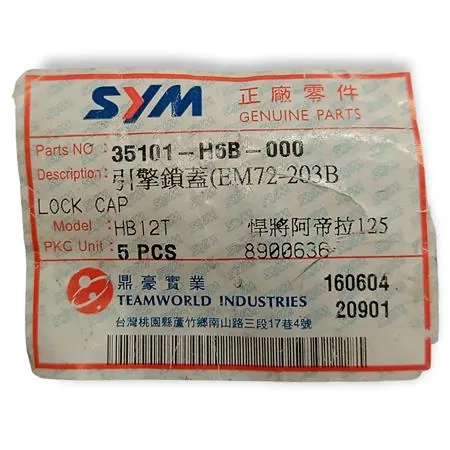 SYM 正廠零件
GENUINE PARTS
Parts NO : 35101-H6B-000
Description: 引擎鎖蓋(EM72-203B
LOCK CAP
Model : HB12T 悍將阿帝拉125
PKG Unit : 5 PCS 8900636
鼎豪實業 160604
TEAMWORLD INDUSTRIES 20901
台灣桃園縣蘆竹鄉南山路三段17巷4號